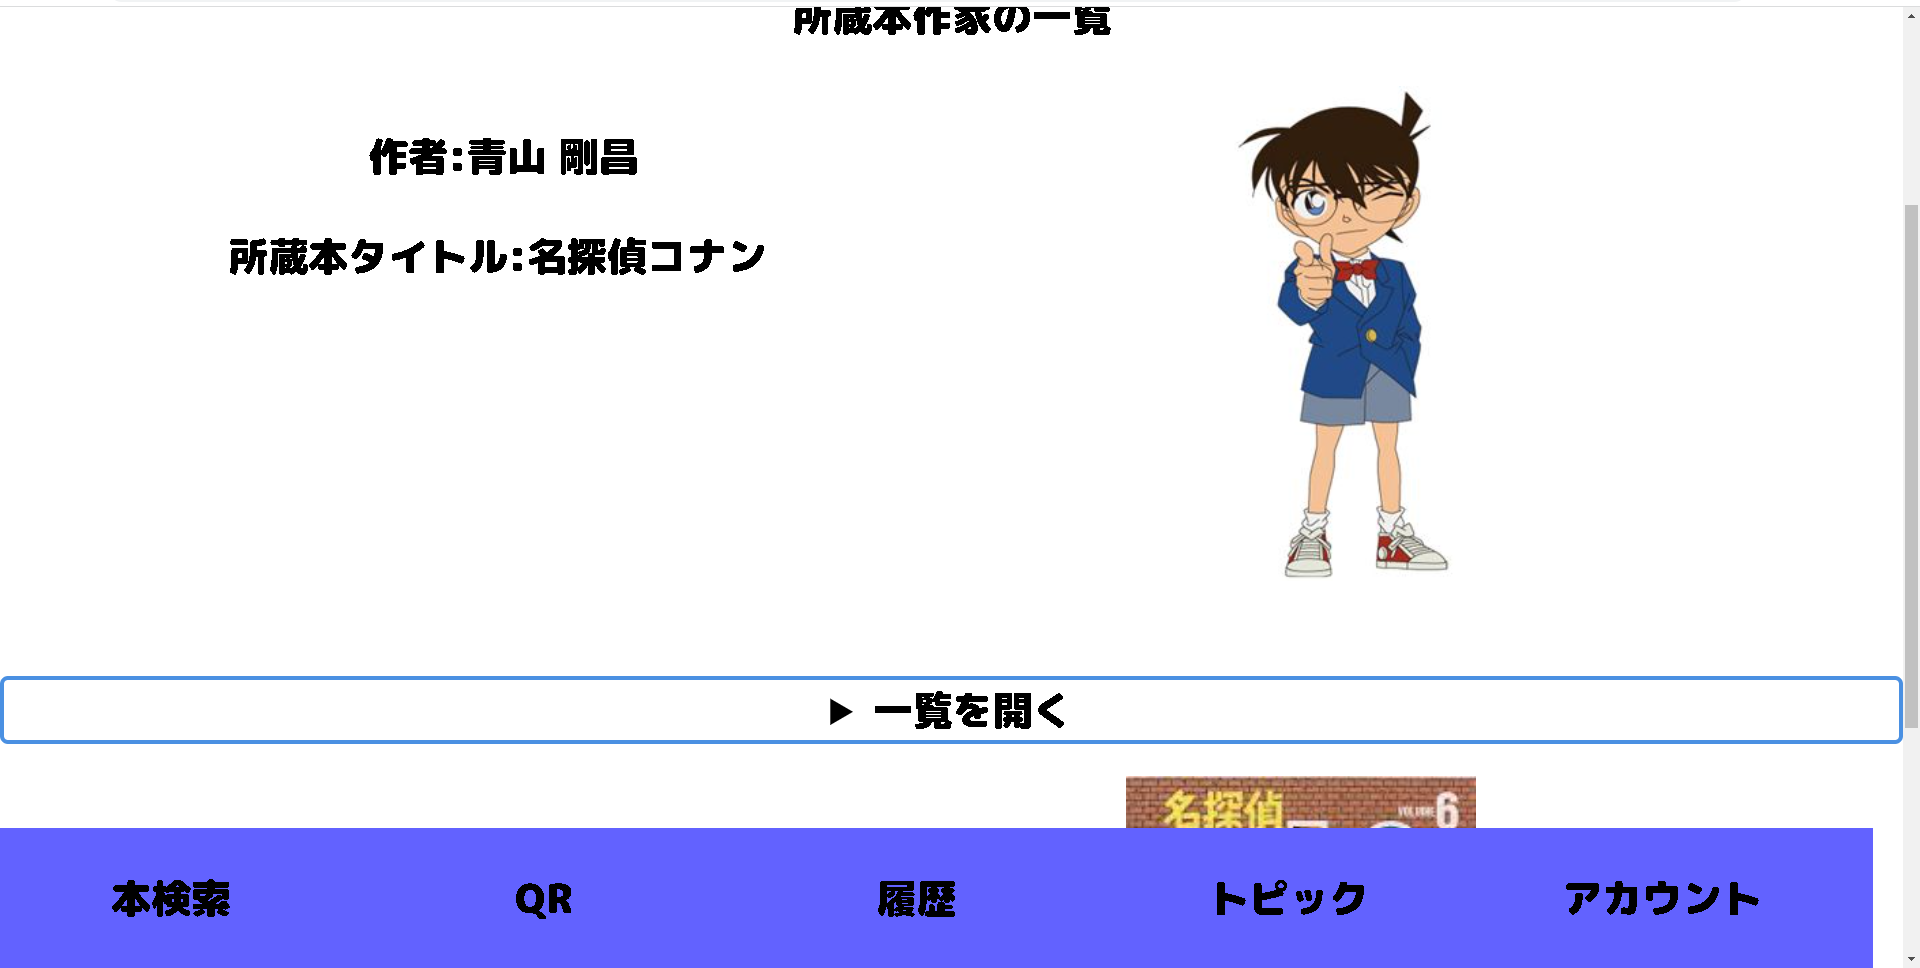 所蔵本作家の一覧
作者:青山 剛昌
所蔵本タイトル:名探偵コナン
▶ 一覧を開く
名探偵
VOLUME 6
本検索 QR 履歴 トピック アカウント